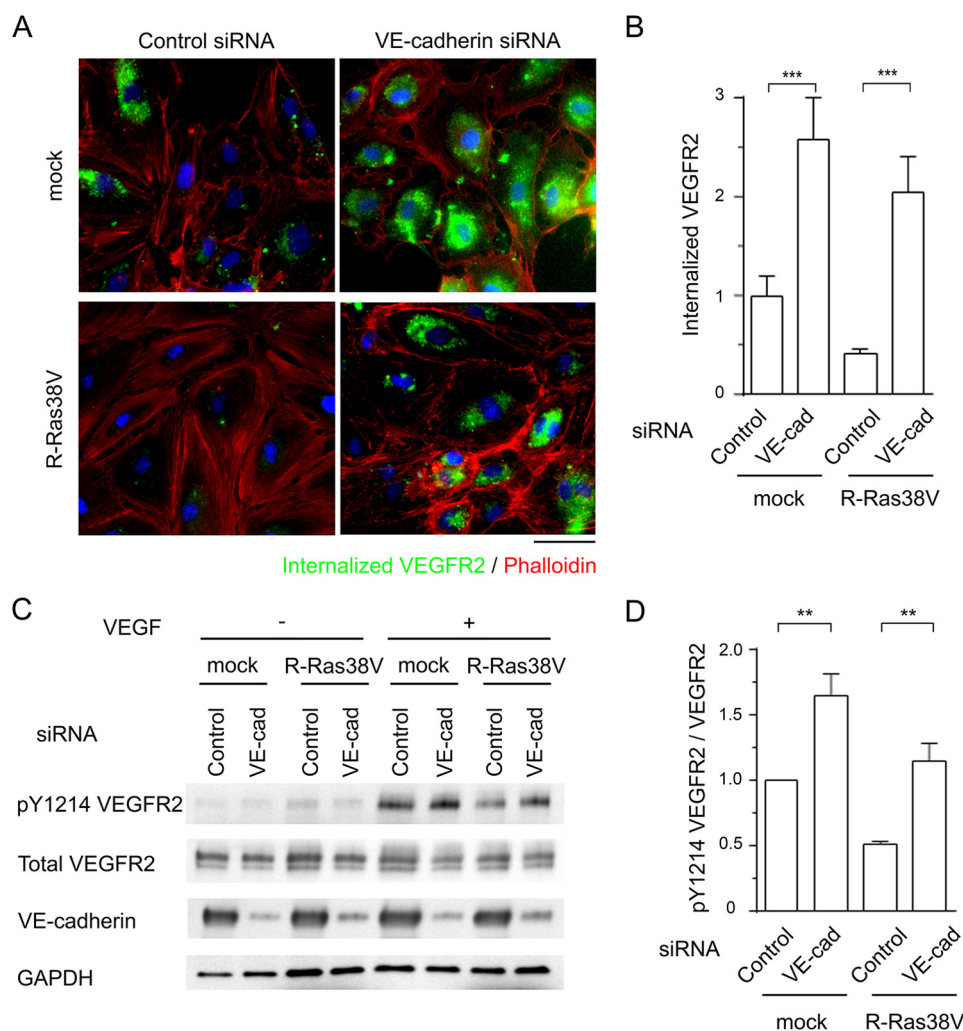 A
Control siRNA
VE-cadherin siRNA
mock
R-Ras38V
Internalized VEGFR2 / Phalloidin
B
***
***
Internalized VEGFR2
3
2
1
0
siRNA
Control
VE-cad
Control
VE-cad
mock
R-Ras38V
C
VEGF
-
+
mock
R-Ras38V
mock
R-Ras38V
siRNA
Control
VE-cad
Control
VE-cad
Control
VE-cad
Control
VE-cad
pY1214 VEGFR2
Total VEGFR2
VE-cadherin
GAPDH
D
**
**
pY1214 VEGFR2 / VEGFR2
2.0
1.5
1.0
0.5
0
siRNA
Control
VE-cad
Control
VE-cad
mock
R-Ras38V